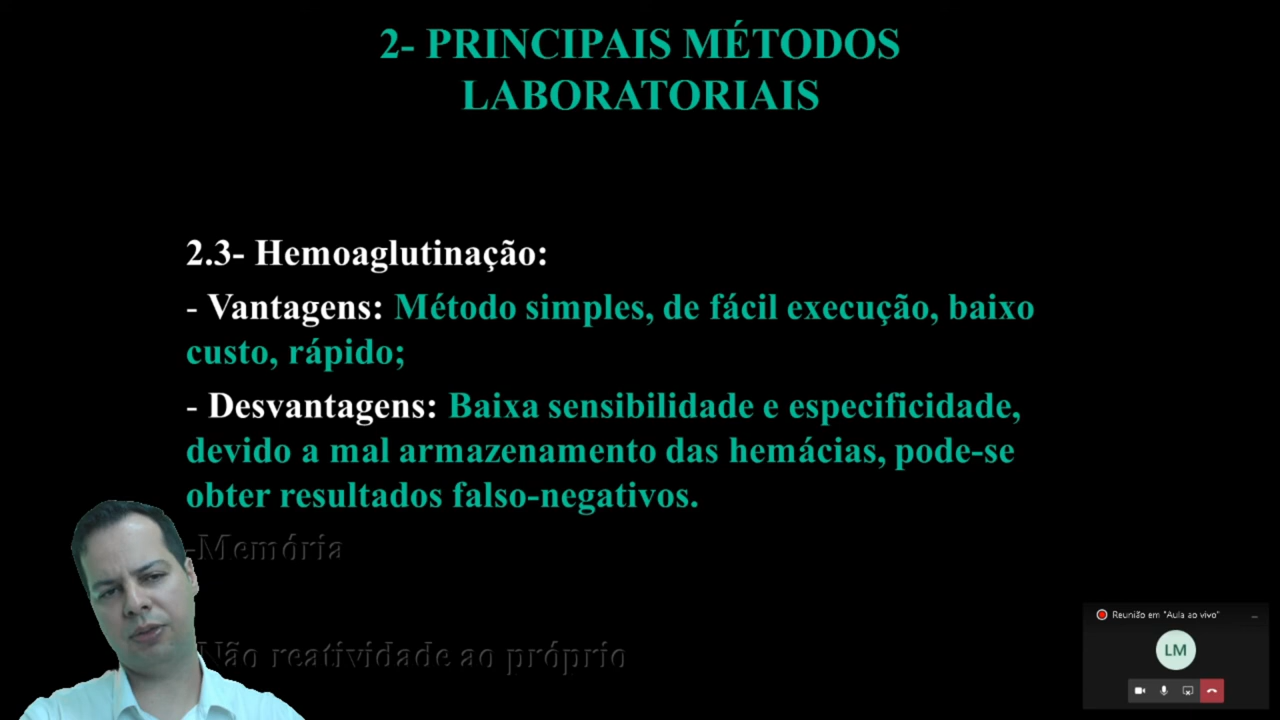 2- PRINCIPAIS MÉTODOS
LABORATORIAIS
2.3- Hemoaglutinação:
- Vantagens: Método simples, de fácil execução, baixo
custo, rápido;
- Desvantagens: Baixa sensibilidade e especificidade,
devido a mal armazenamento das hemácias, pode-se
obter resultados falso-negativos.
-Memória
Não reatividade ao próprio
Reunião em "Aula ao vivo"
LM